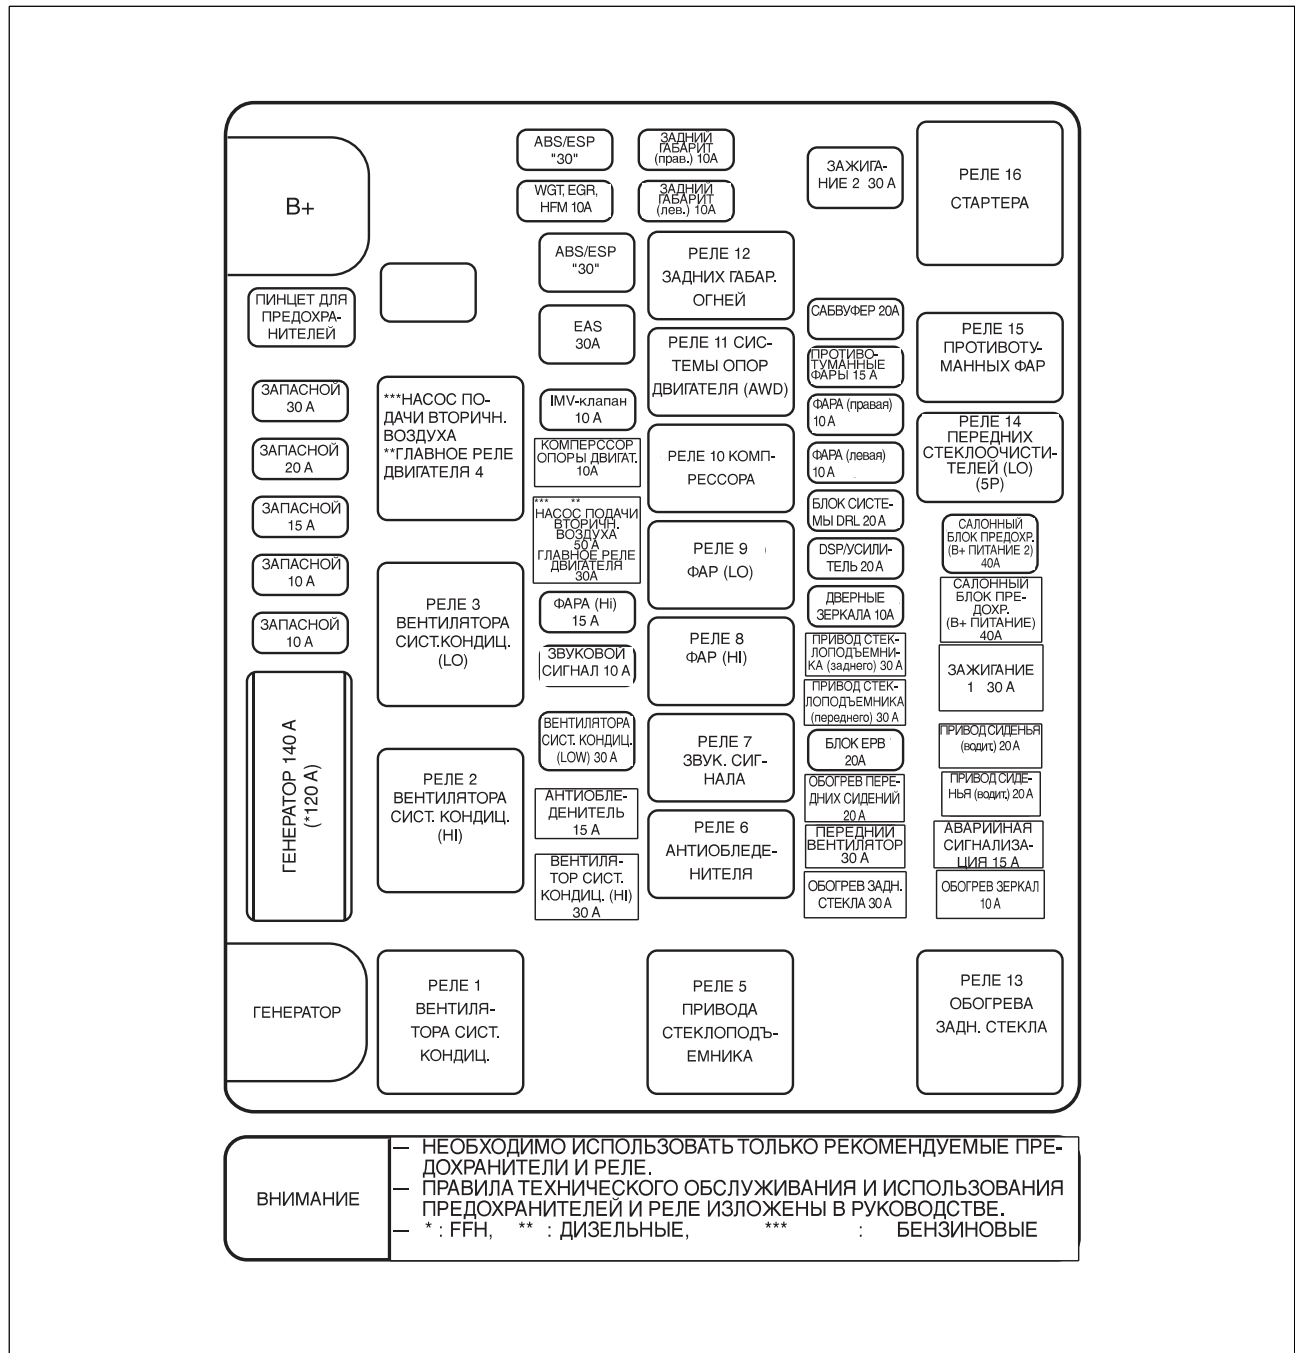 B+
ПИНЦЕТ ДЛЯ
ПРЕДОХРА-
НИТЕЛЕЙ
ЗАПАСНОЙ
30 А
ЗАПАСНОЙ
20 А
ЗАПАСНОЙ
15 А
ЗАПАСНОЙ
10 А
ЗАПАСНОЙ
10 А
ГЕНЕРАТОР 140 А
(*120 А)
ГЕНЕРАТОР
***НАСОС ПО-
ДАЧИ ВТОРИЧН.
ВОЗДУХА
**ГЛАВНОЕ РЕЛЕ
ДВИГАТЕЛЯ 4
РЕЛЕ 3
ВЕНТИЛЯТОРА
СИСТ.КОНДИЦ.
(LO)
РЕЛЕ 2
ВЕНТИЛЯТОРА
СИСТ. КОНДИЦ.
(HI)
РЕЛЕ 1
ВЕНТИЛЯ-
ТОРА СИСТ.
КОНДИЦ.
ABS/ESP
"30"
WGT, EGR,
HFM 10A
ABS/ESP
"30"
EAS
30A
IMV-клапан
10 А
КОМПЕРССОР
ОПОРЫ ДВИГАТ.
10А
*** **
НАСОС ПОДАЧИ
ВТОРИЧН.
ВОЗДУХА
50 А
ГЛАВНОЕ РЕЛЕ
ДВИГАТЕЛЯ
30А
ФАРА (Hi)
15 А
ЗВУКОВОЙ
СИГНАЛ 10 А
ВЕНТИЛЯТОРА
СИСТ. КОНДИЦ.
(LOW) 30 А
АНТИОБЛЕ-
ДЕНИТЕЛЬ
15 А
ВЕНТИЛЯ-
ТОР СИСТ.
КОНДИЦ. (HI)
30 А
ЗАДНИЙ
ГАБАРИТ
(прав.) 10А
ЗАДНИЙ
ГАБАРИТ
(лев.) 10А
РЕЛЕ 12
ЗАДНИХ ГАБАР.
ОГНЕЙ
РЕЛЕ 11 СИС-
ТЕМЫ ОПОР
ДВИГАТЕЛЯ (AWD)
РЕЛЕ 10 КОМП-
РЕССОРА
РЕЛЕ 9
ФАР (LO)
РЕЛЕ 8
ФАР (HI)
РЕЛЕ 7
ЗВУК. СИГ-
НАЛА
РЕЛЕ 6
АНТИОБЛЕДЕ-
НИТЕЛЯ
РЕЛЕ 5
ПРИВОДА
СТЕКЛОПОДЪ-
ЕМНИКА
ЗАЖИГА-
НИЕ 2 30 А
САБВУФЕР 20А
ПРОТИВО-
ТУМАННЫЕ
ФАРЫ 15 А
ФАРА (правая)
10 А
ФАРА (левая)
10 А
БЛОК СИСТЕ-
МЫ DRL 20 А
DSP/УСИЛИ-
ТЕЛЬ 20 А
ДВЕРНЫЕ
ЗЕРКАЛА 10А
ПРИВОД СТЕК-
ЛОПОДЪЕМНИ-
КА (заднего) 30 А
ПРИВОД СТЕК-
ЛОПОДЪЕМНИКА
(переднего) 30 А
БЛОК EPB
20А
ОБОГРЕВ ПЕРЕ-
ДНИХ СИДЕНИЙ
20 А
ПЕРЕДНИЙ
ВЕНТИЛЯТОР
30 А
ОБОГРЕВ ЗАДН.
СТЕКЛА 30 А
РЕЛЕ 16
СТАРТЕРА
РЕЛЕ 15
ПРОТИВОТУ-
МАННЫХ ФАР
РЕЛЕ 14
ПЕРЕДНИХ
СТЕКЛООЧИСТИ-
ТЕЛЕЙ (LO)
(5P)
САЛОННЫЙ
БЛОК ПРЕДОХР.
(В+ ПИТАНИЕ 2)
40А
САЛОННЫЙ
БЛОК ПРЕ-
ДОХР.
(В+ ПИТАНИЕ)
40А
ЗАЖИГАНИЕ
1 30 А
ПРИВОД СИДЕНЬЯ
(водит.) 20 А
ПРИВОД СИДЕ-
НЬЯ (водит.) 20 А
АВАРИЙНАЯ
СИГНАЛИЗА-
ЦИЯ 15 А
ОБОГРЕВ ЗЕРКАЛ
10 А
РЕЛЕ 13
ОБОГРЕВА
ЗАДН. СТЕКЛА
ВНИМАНИЕ
— НЕОБХОДИМО ИСПОЛЬЗОВАТЬ ТОЛЬКО РЕКОМЕНДУЕМЫЕ ПРЕ-
ДОХРАНИТЕЛИ И РЕЛЕ.
— ПРАВИЛА ТЕХНИЧЕСКОГО ОБСЛУЖИВАНИЯ И ИСПОЛЬЗОВАНИЯ
ПРЕДОХРАНИТЕЛЕЙ И РЕЛЕ ИЗЛОЖЕНЫ В РУКОВОДСТВЕ.
— * : FFH, ** : ДИЗЕЛЬНЫЕ, *** : БЕНЗИНОВЫЕ